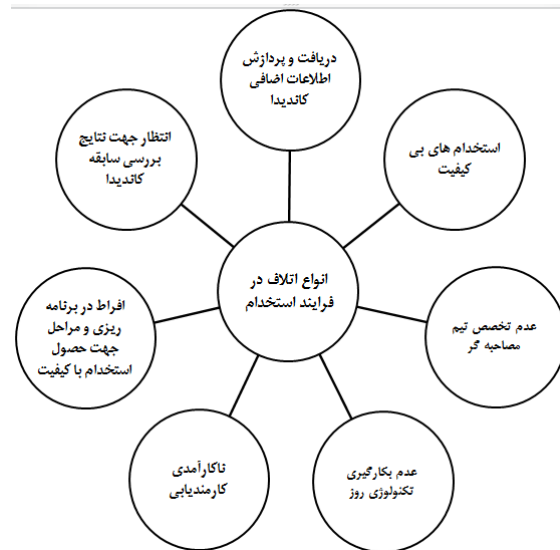 دریافت و پردازش
اطلاعات اضافی
کاندیدا
استخدام های بی
کیفیت
عدم تخصص تیم
مصاحبه گر
عدم بکارگیری
تکنولوژی روز
ناکارآمدی
کارمندیابی
افراط در برنامه
ریزی و مراحل
جهت حصول
استخدام با کیفیت
انتظار جهت نتایج
بررسی سابقه
کاندیدا
انواع اتلاف در
فرایند استخدام